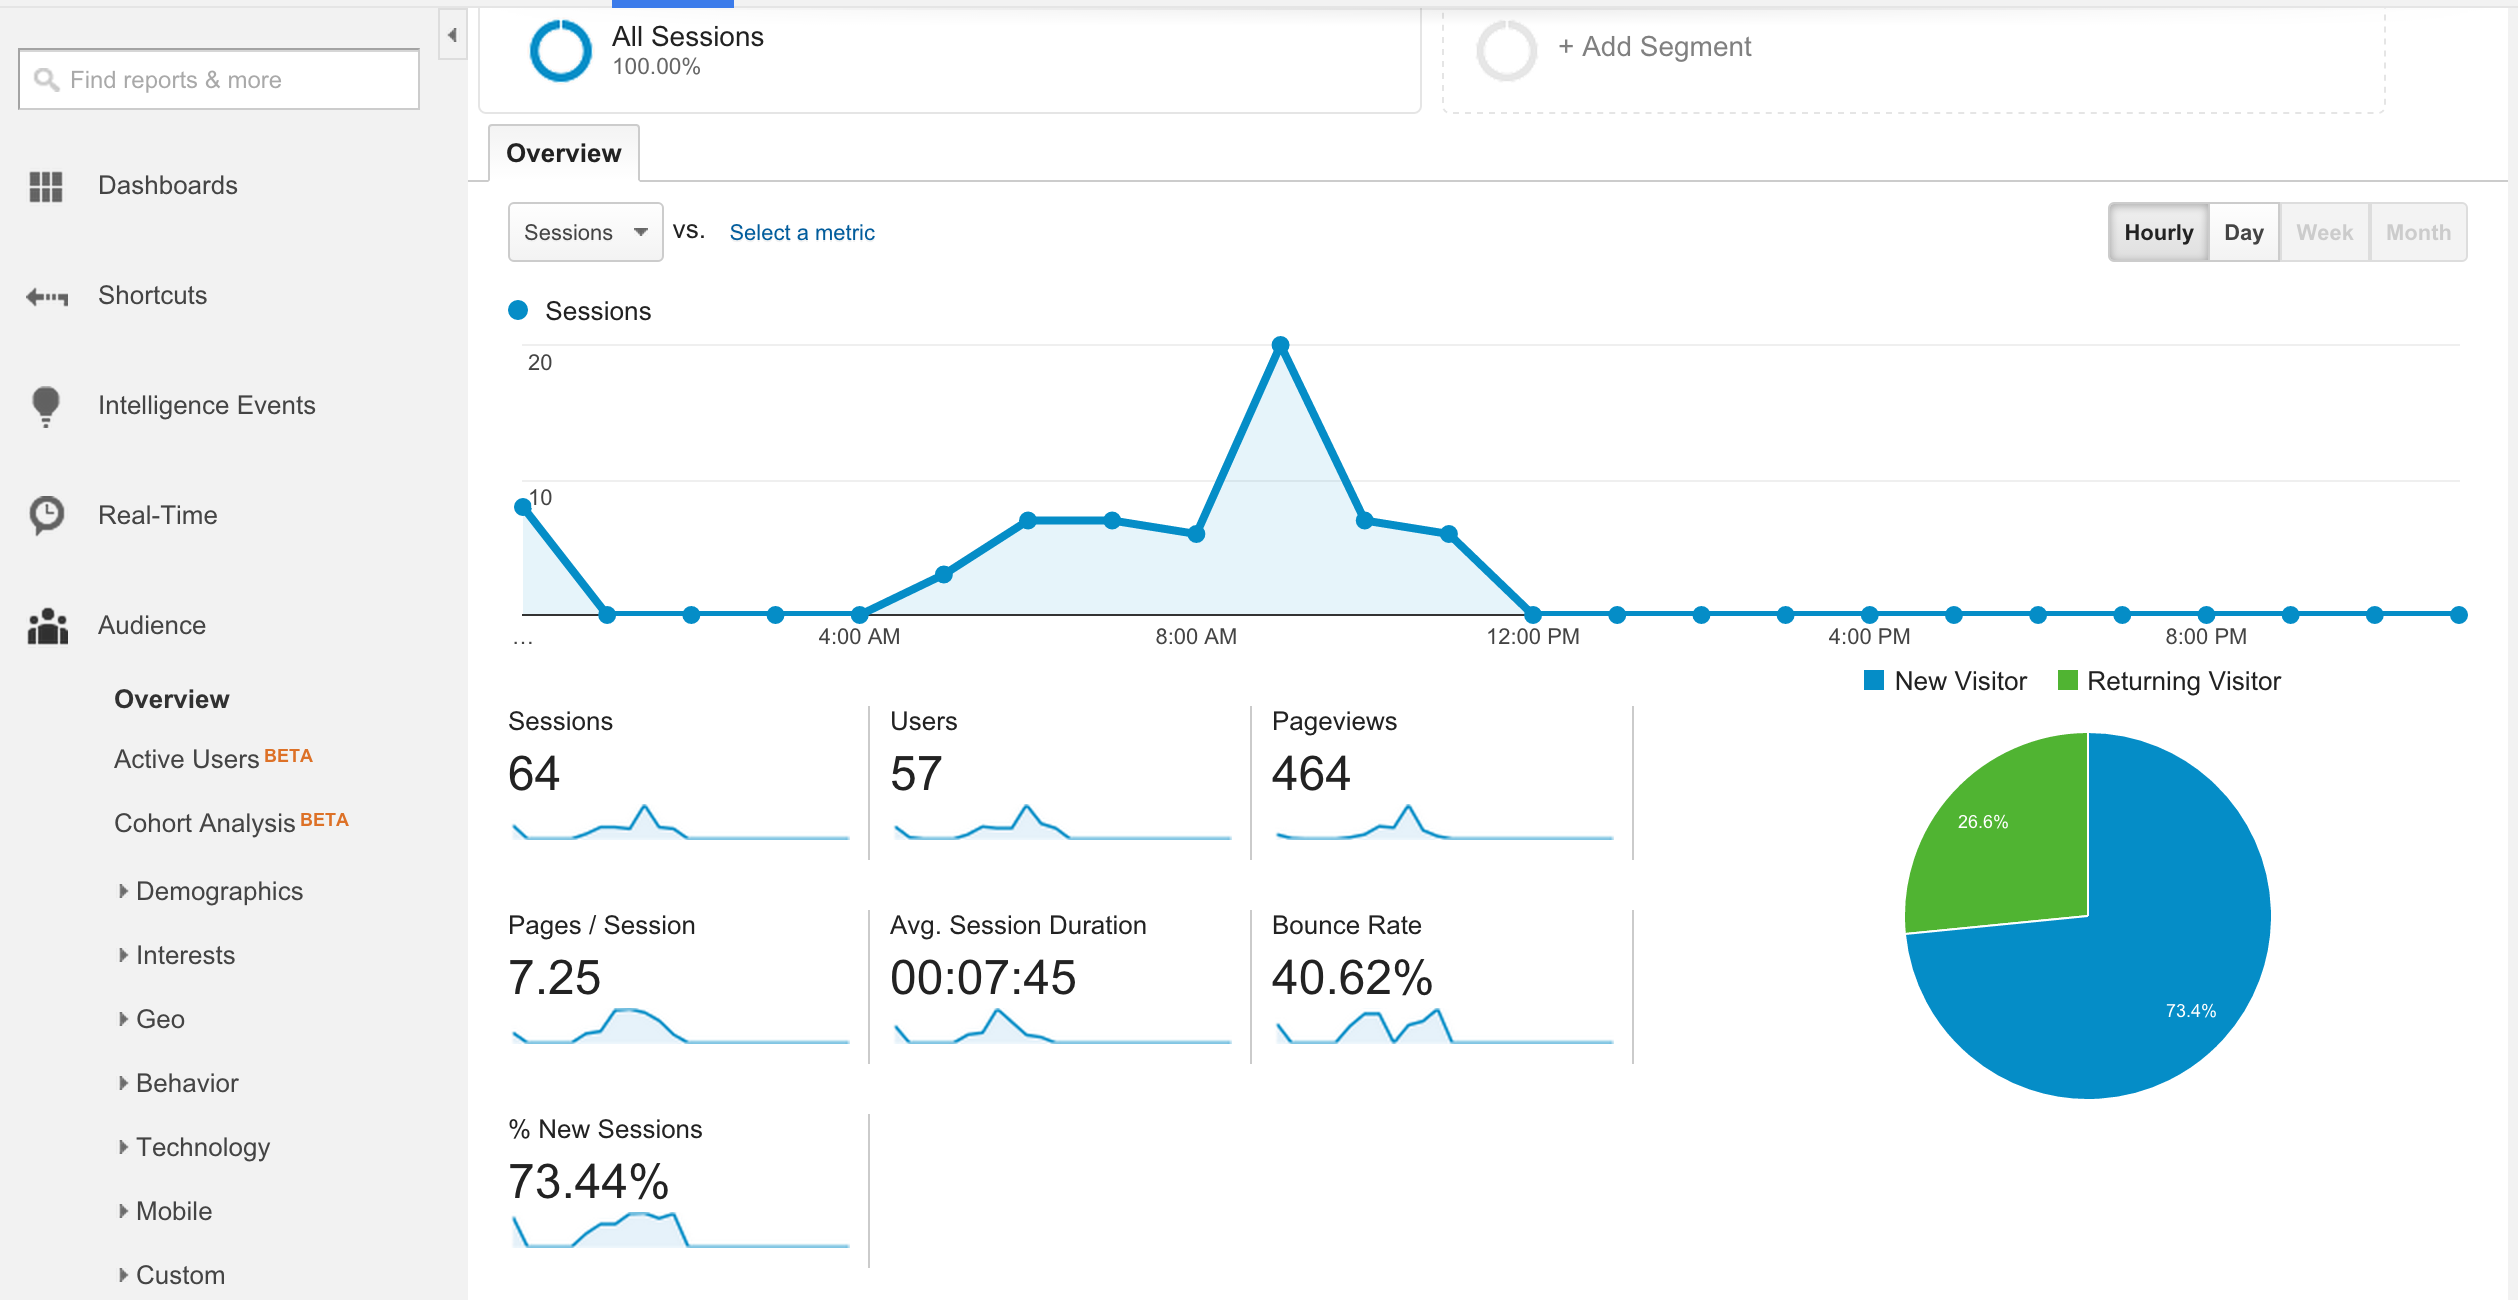 Find reports & more
Dashboards
Shortcuts
Intelligence Events
Real-Time
Audience
Overview
Active Users BETA
Cohort Analysis BETA
Demographics
Interests
Geo
Behavior
Technology
Mobile
Custom
All Sessions
100.00%
+ Add Segment
Overview
Sessions vs. Select a metric
Hourly Day Week Month
Sessions
20
10
... 4:00 AM 8:00 AM 12:00 PM 4:00 PM 8:00 PM
New Visitor Returning Visitor
Sessions
64
Users
57
Pageviews
464
Pages / Session
7.25
Avg. Session Duration
00:07:45
Bounce Rate
40.62%
% New Sessions
73.44%
26.6%
73.4%